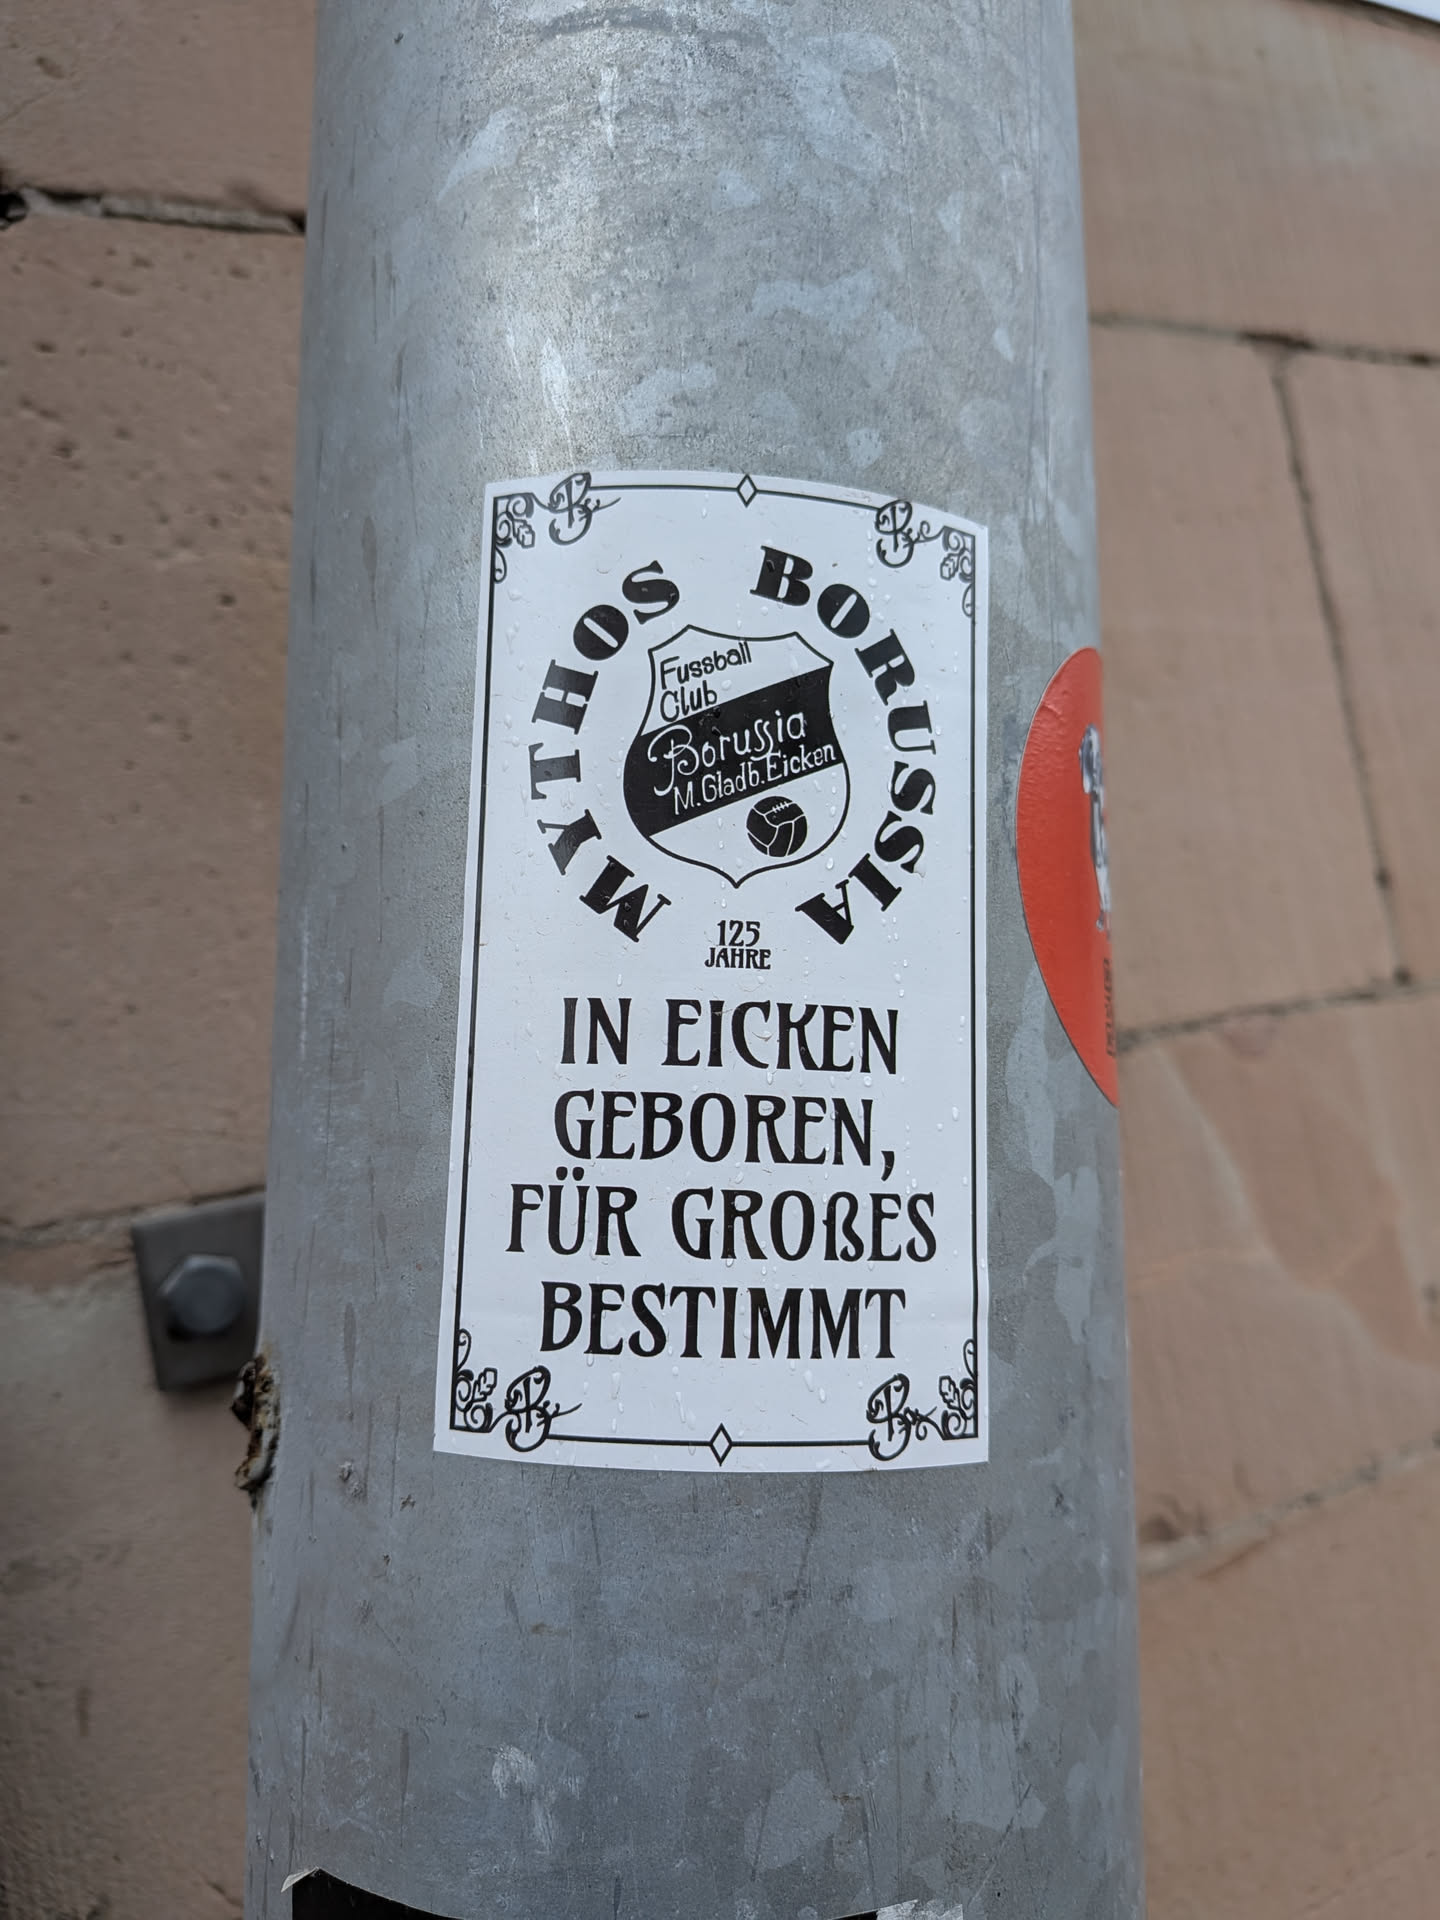 MYTHOS BORUSSIA
Fussball
Club
Borussia
M.Gladb.Eicken
125
JAHRE
IN EICKEN
GEBOREN,
FÜR GROßES
BESTIMMT